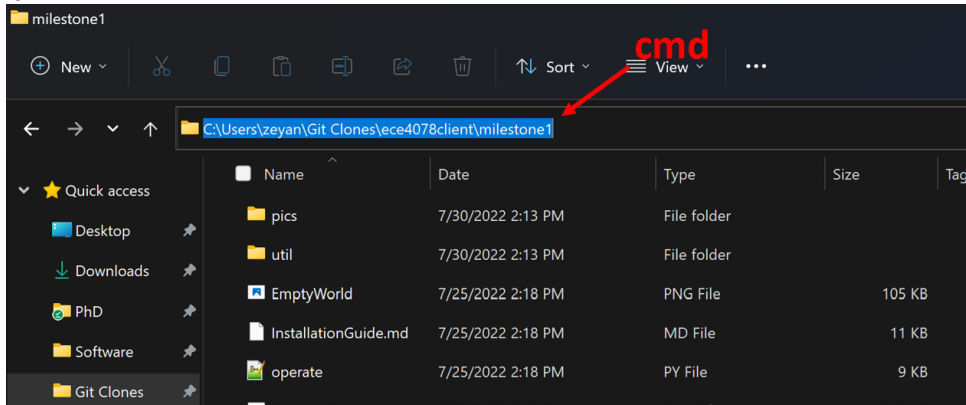 milestone1
cmd
New
Sort
View
C:\Users\zeyan\Git Clones\ece4078client\milestone1
Quick access
Desktop
Downloads
PhD
Software
Git Clones
Name Date Type Size Tag
pics 7/30/2022 2:13 PM File folder
util 7/30/2022 2:13 PM File folder
EmptyWorld 7/25/2022 2:18 PM PNG File 105 KB
InstallationGuide.md 7/25/2022 2:18 PM MD File 11 KB
operate 7/25/2022 2:18 PM PY File 9 KB